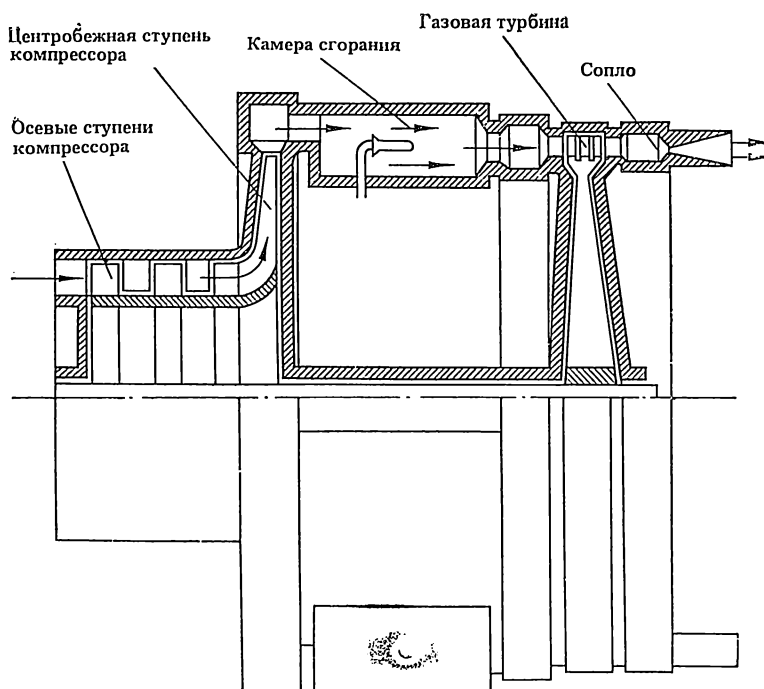 Центробежная ступень
компрессора
Камера сгорания
Газовая турбина
Сопло
Осевые ступени
компрессора